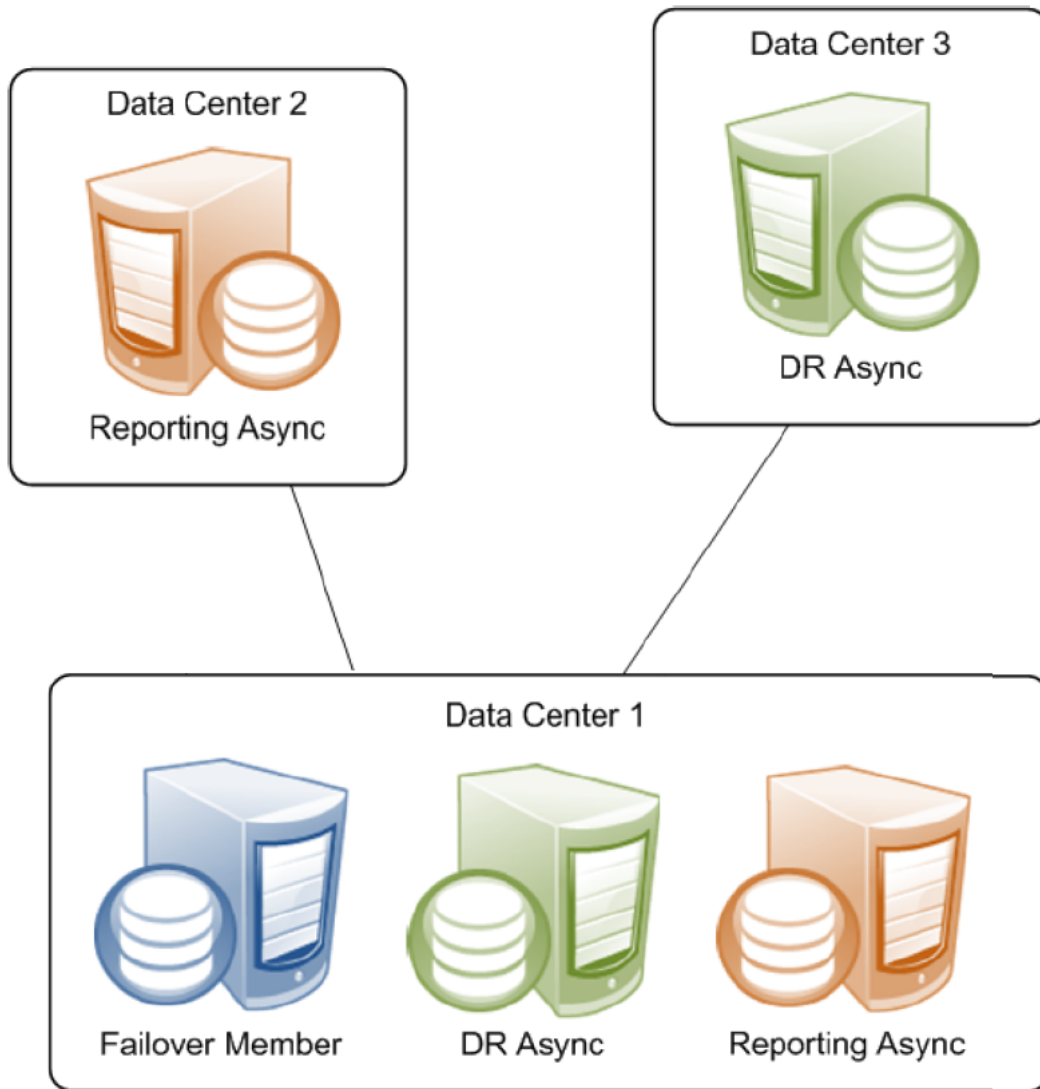 Data Center 2
Reporting Async
Data Center 3
DR Async
Data Center 1
Failover Member
DR Async
Reporting Async